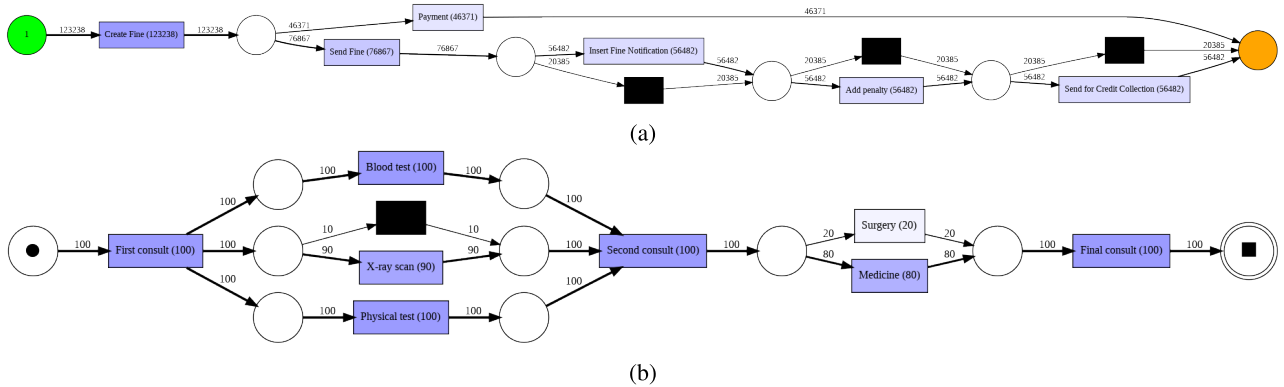 46371
46371
Payment (46371)
1
123238
Create Fine (123238)
123238
76867
Send Fine (76867)
76867
56482
Insert Fine Notification (56482)
56482
20385
20385
20385
20385
56482
Add penalty (56482)
56482
20385
20385
56482
Send for Credit Collection (56482)
56482
(a)
100
Blood test (100)
100
100
100
10
10
Surgery (20)
20
20
100
First consult (100)
100
90
X-ray scan (90)
90
100
Second consult (100)
100
80
Medicine (80)
80
100
Final consult (100)
100
100
100
Physical test (100)
100
100
(b)